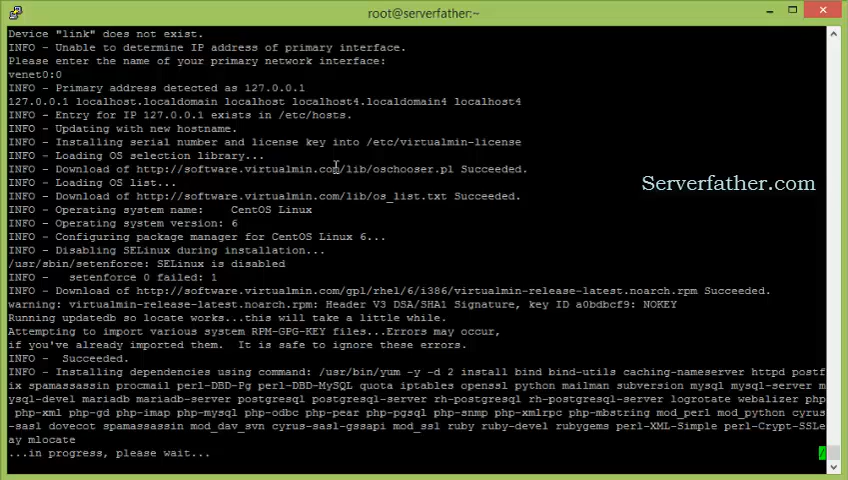 root@serverfather:~
Device "link" does not exist.
INFO - Unable to determine IP address of primary interface.
Please enter the name of your primary network interface:
venet0:0
INFO - Primary address detected as 127.0.0.1
127.0.0.1 localhost.localdomain localhost localhost4.localdomain4 localhost4
INFO - Entry for IP 127.0.0.1 exists in /etc/hosts.
INFO - Updating with new hostname.
INFO - Installing serial number and license key into /etc/virtualmin-license
INFO - Loading OS selection library...
INFO - Download of http://software.virtualmin.com/lib/oschooser.pl Succeeded.
Serverfather.com
INFO - Loading OS list...
INFO - Download of http://software.virtualmin.com/lib/os_list.txt Succeeded.
INFO - Operating system name:    CentOS Linux
INFO - Operating system version: 6
INFO - Configuring package manager for CentOS Linux 6...
INFO - Disabling SELinux during installation...
/usr/sbin/setenforce: SELinux is disabled
INFO -   setenforce 0 failed: 1
INFO - Download of http://software.virtualmin.com/gpl/rhel/6/i386/virtualmin-release-latest.noarch.rpm Succeeded.
warning: virtualmin-release-latest.noarch.rpm: Header V3 DSA/SHA1 Signature, key ID a0bdbcf9: NOKEY
Running updatedb so locate works...this will take a little while.
Attempting to import various system RPM-GPG-KEY files...Errors may occur,
if you've already imported them.  It is safe to ignore these errors.
INFO -  Succeeded.
INFO - Installing dependencies using command: /usr/bin/yum -y -d 2 install bind bind-utils caching-nameserver httpd postf
ix spamassassin procmail perl-DBD-Pg perl-DBD-MySQL quota iptables openssl python mailman subversion mysql mysql-server m
ysql-devel mariadb mariadb-server postgresql postgresql-server rh-postgresql rh-postgresql-server logrotate webalizer php
 php-xml php-gd php-imap php-mysql php-odbc php-pear php-pgsql php-snmp php-xmlrpc php-mbstring mod_perl mod_python cyrus
-sasl dovecot spamassassin mod_dav_svn cyrus-sasl-gssapi mod_ssl ruby ruby-devel rubygems perl-XML-Simple perl-Crypt-SSLe
ay mlocate
...in progress, please wait... /